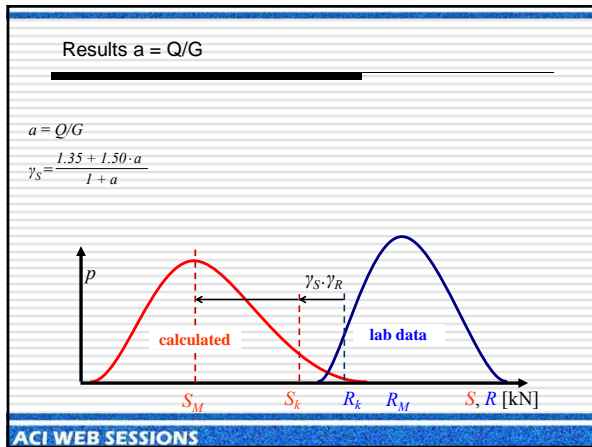 Results a = Q/G
a = Q/G
γS = 1.35 + 1.50·a
1 + a
p
γS·γR
calculated
lab data
SM Sk Rk RM S, R [kN]
ACI WEB SESSIONS